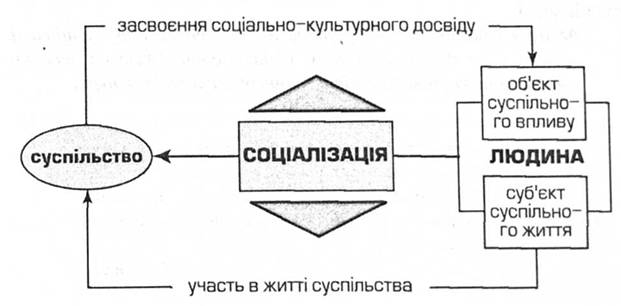 засвоєння соціально-культурного досвіду
об'єкт
суспільно-
го впливу
суспільство
СОЦІАЛІЗАЦІЯ
ЛЮДИНА
суб'єкт
суспільно-
го життя
участь в житті суспільства